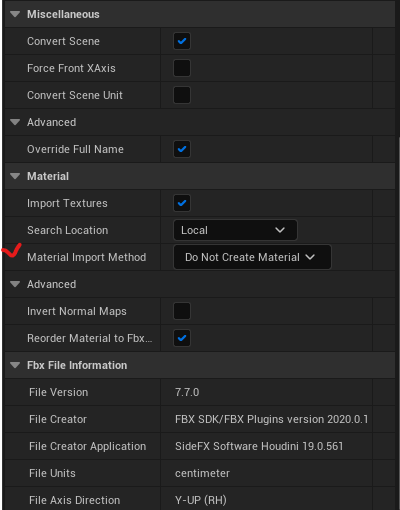 Miscellaneous
Convert Scene
Force Front XAxis
Convert Scene Unit
Advanced
Override Full Name
Material
Import Textures
Search Location Local
Material Import Method Do Not Create Material
Advanced
Invert Normal Maps
Reorder Material to Fbx...
Fbx File Information
File Version 7.7.0
File Creator FBX SDK/FBX Plugins version 2020.0.1
File Creator Application SideFX Software Houdini 19.0.561
File Units centimeter
File Axis Direction Y-UP (RH)